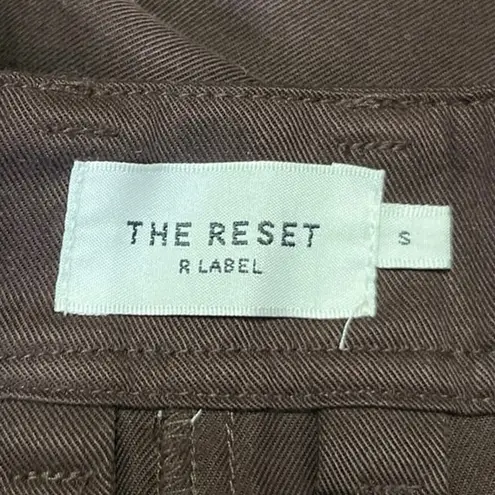 THE RESET
R LABEL
S